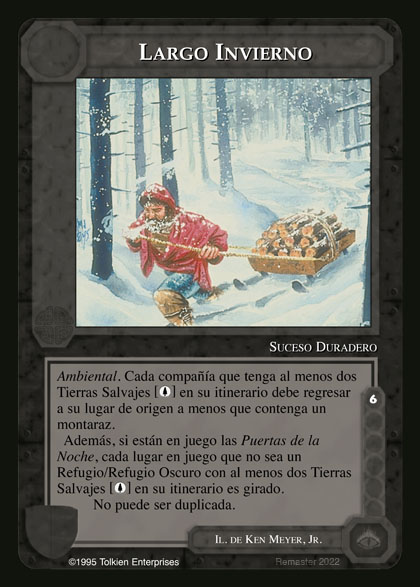 LARGO INVIERNO
SUCESO DURADERO
Ambiental. Cada compañía que tenga al menos dos
Tierras Salvajes [] en su itinerario debe regresar
a su lugar de origen a menos que contenga un
montaraz.
Además, si están en juego las Puertas de la
Noche, cada lugar en juego que no sea un
Refugio/Refugio Oscuro con al menos dos Tierras
Salvajes [] en su itinerario es girado.
No puede ser duplicada.
6
IL. DE KEN MEYER, JR.
©1995 Tolkien Enterprises
Remaster 2022